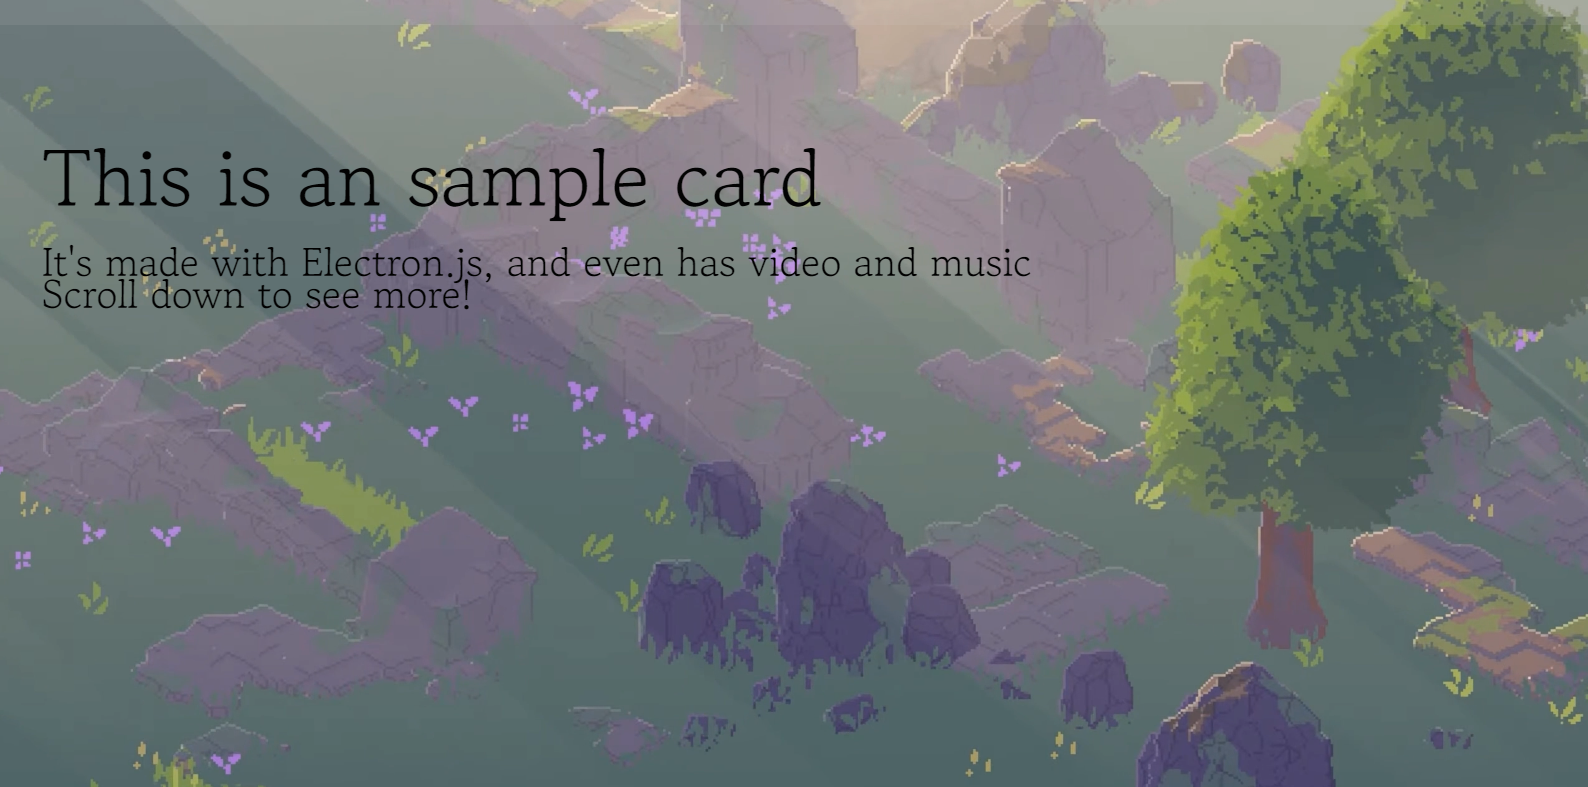 This is an sample card
It's made with Electron.js, and even has video and music
Scroll down to see more!